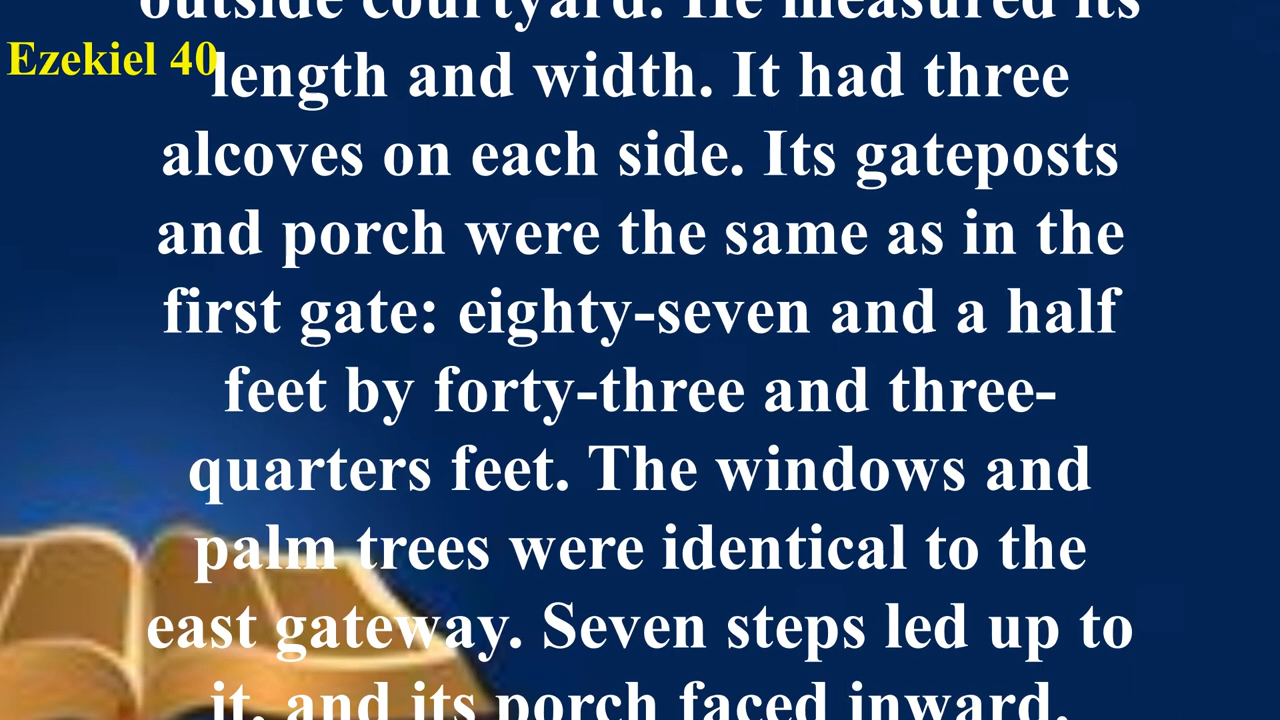 outside courtyard. He measured its
Ezekiel 40
length and width. It had three
alcoves on each side. Its gateposts
and porch were the same as in the
first gate: eighty-seven and a half
feet by forty-three and three-
quarters feet. The windows and
palm trees were identical to the
east gateway. Seven steps led up to
it, and its porch faced inward.